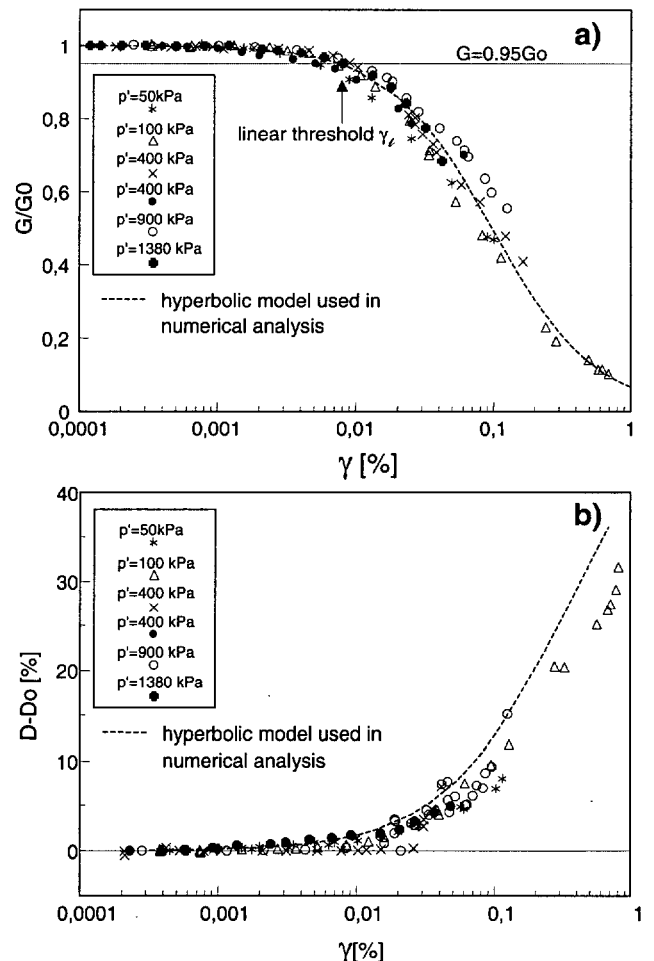 a)
G=0.95Go
p'=50kPa
p'=100 kPa
p'=400 kPa
p'=400 kPa
p'=900 kPa
p'=1380 kPa
linear threshold γℓ
hyperbolic model used in
numerical analysis
G/G0
1
0,8
0,6
0,4
0,2
0
0,0001
0,001
0,01
0,1
1
γ [%]
b)
p'=50kPa
p'=100 kPa
p'=400 kPa
p'=400 kPa
p'=900 kPa
p'=1380 kPa
hyperbolic model used in
numerical analysis
D-Do [%]
40
30
20
10
0
0,0001
0,001
0,01
0,1
1
γ[%]